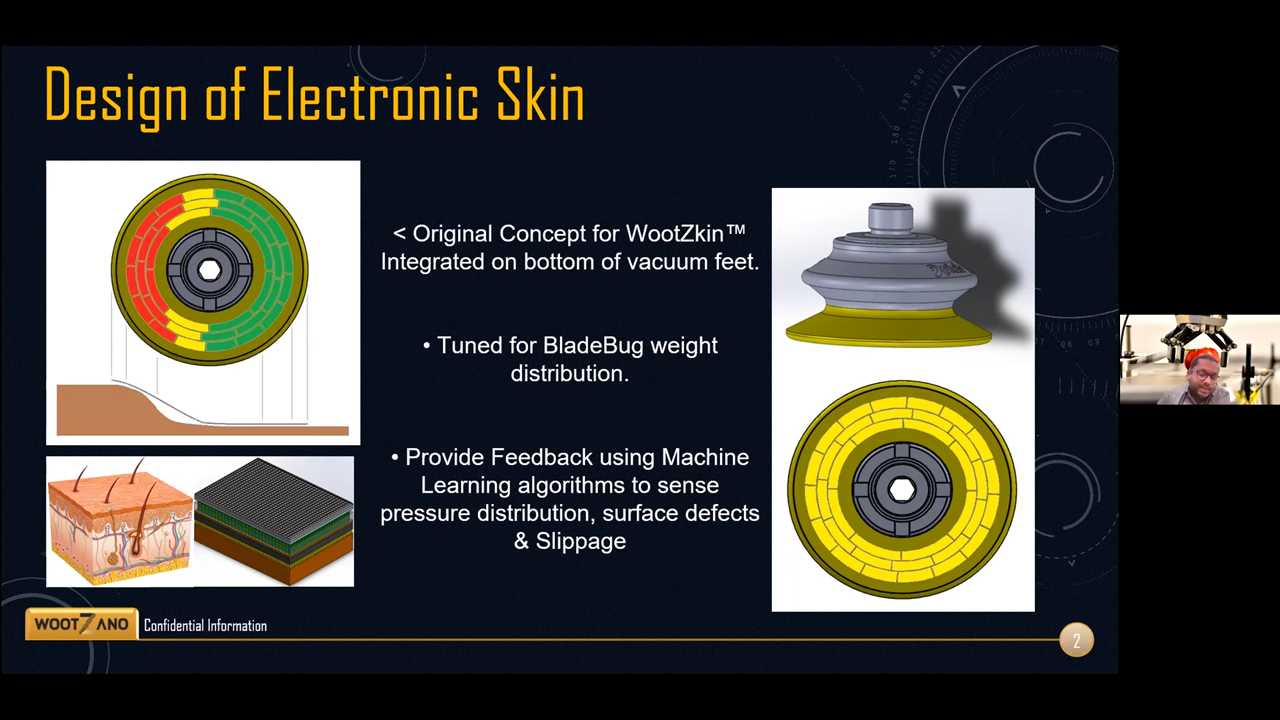 Design of Electronic Skin
< Original Concept for WootZkin™
Integrated on bottom of vacuum feet.
• Tuned for BladeBug weight
distribution.
• Provide Feedback using Machine
Learning algorithms to sense
pressure distribution, surface defects
& Slippage
WOOTZANO
Confidential Information
2